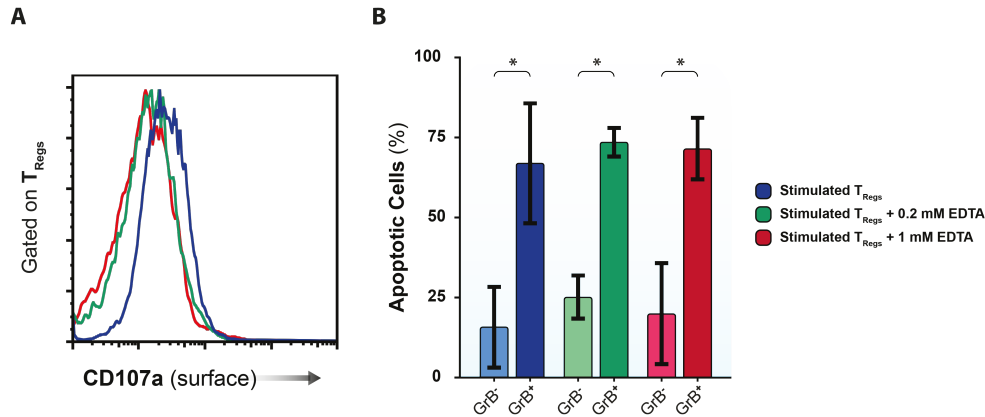 A
Gated on TRegs
CD107a (surface)
B
Apoptotic Cells (%)
100
75
50
25
0
*
*
*
GrB-
GrB+
GrB-
GrB+
GrB-
GrB+
Stimulated TRegs
Stimulated TRegs + 0.2 mM EDTA
Stimulated TRegs + 1 mM EDTA